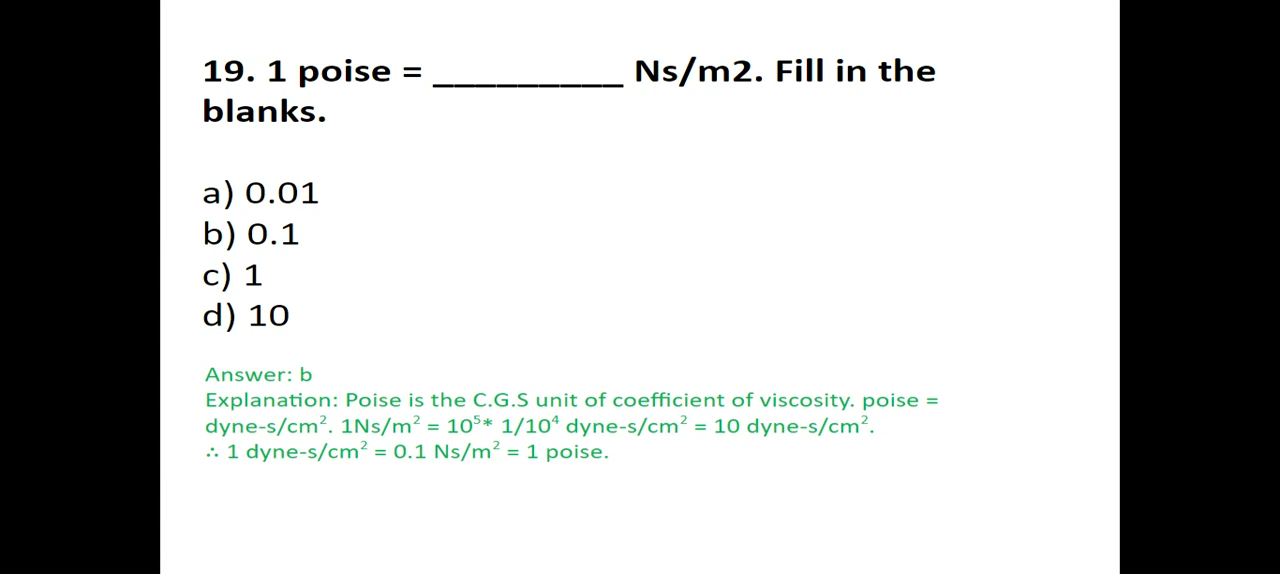 19. 1 poise = _________ Ns/m2. Fill in the
blanks.
a) 0.01
b) 0.1
c) 1
d) 10
Answer: b
Explanation: Poise is the C.G.S unit of coefficient of viscosity. poise =
dyne-s/cm². 1Ns/m² = 10⁵* 1/10⁴ dyne-s/cm² = 10 dyne-s/cm².
∴ 1 dyne-s/cm² = 0.1 Ns/m² = 1 poise.